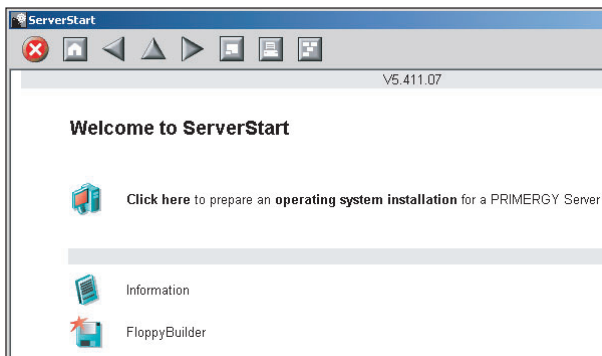 ServerStart
V5.411.07
Welcome to ServerStart
Click here to prepare an operating system installation for a PRIMERGY Server
Information
FloppyBuilder